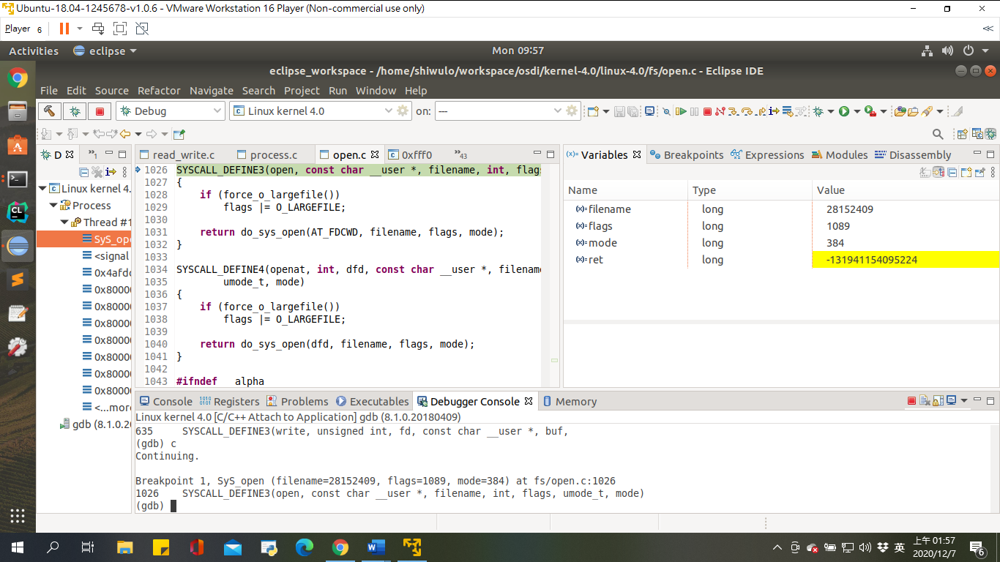 Ubuntu-18.04-1245678-v1.0.6 - VMware Workstation 16 Player (Non-commercial use only)
Player 6
Activities eclipse Mon 09:57
eclipse_workspace - /home/shiwulo/workspace/osdi/kernel-4.0/linux-4.0/fs/open.c - Eclipse IDE
File Edit Source Refactor Navigate Search Project Run Window Help
Debug Linux kernel 4.0 on: ---
D »1
Linux kernel 4.
Process
Thread #1
SyS_ope
<signal
0x4afdc
0x8000
0x8000
0x8000
0x8000
0x8000
0x8000
0x8000
<...more
gdb (8.1.0.20
read_write.c process.c open.c 0xfff0 »43
1026 SYSCALL_DEFINE3(open, const char __user *, filename, int, flags
1027 {
1028 if (force_o_largefile())
1029 flags |= O_LARGEFILE;
1030
1031 return do_sys_open(AT_FDCWD, filename, flags, mode);
1032 }
1033
1034 SYSCALL_DEFINE4(openat, int, dfd, const char __user *, filename
1035 umode_t, mode)
1036 {
1037 if (force_o_largefile())
1038 flags |= O_LARGEFILE;
1039
1040 return do_sys_open(dfd, filename, flags, mode);
1041 }
1042
1043 #ifndef alpha
(x)= Variables Breakpoints Expressions Modules Disassembly
Name Type Value
(x)= filename long 28152409
(x)= flags long 1089
(x)= mode long 384
(x)= ret long -131941154095224
Console Registers Problems Executables Debugger Console Memory
Linux kernel 4.0 [C/C++ Attach to Application] gdb (8.1.0.20180409)
635 SYSCALL_DEFINE3(write, unsigned int, fd, const char __user *, buf,
(gdb) c
Continuing.
Breakpoint 1, SyS_open (filename=28152409, flags=1089, mode=384) at fs/open.c:1026
1026 SYSCALL_DEFINE3(open, const char __user *, filename, int, flags, umode_t, mode)
(gdb)
英 上午 01:57
2020/12/7
6